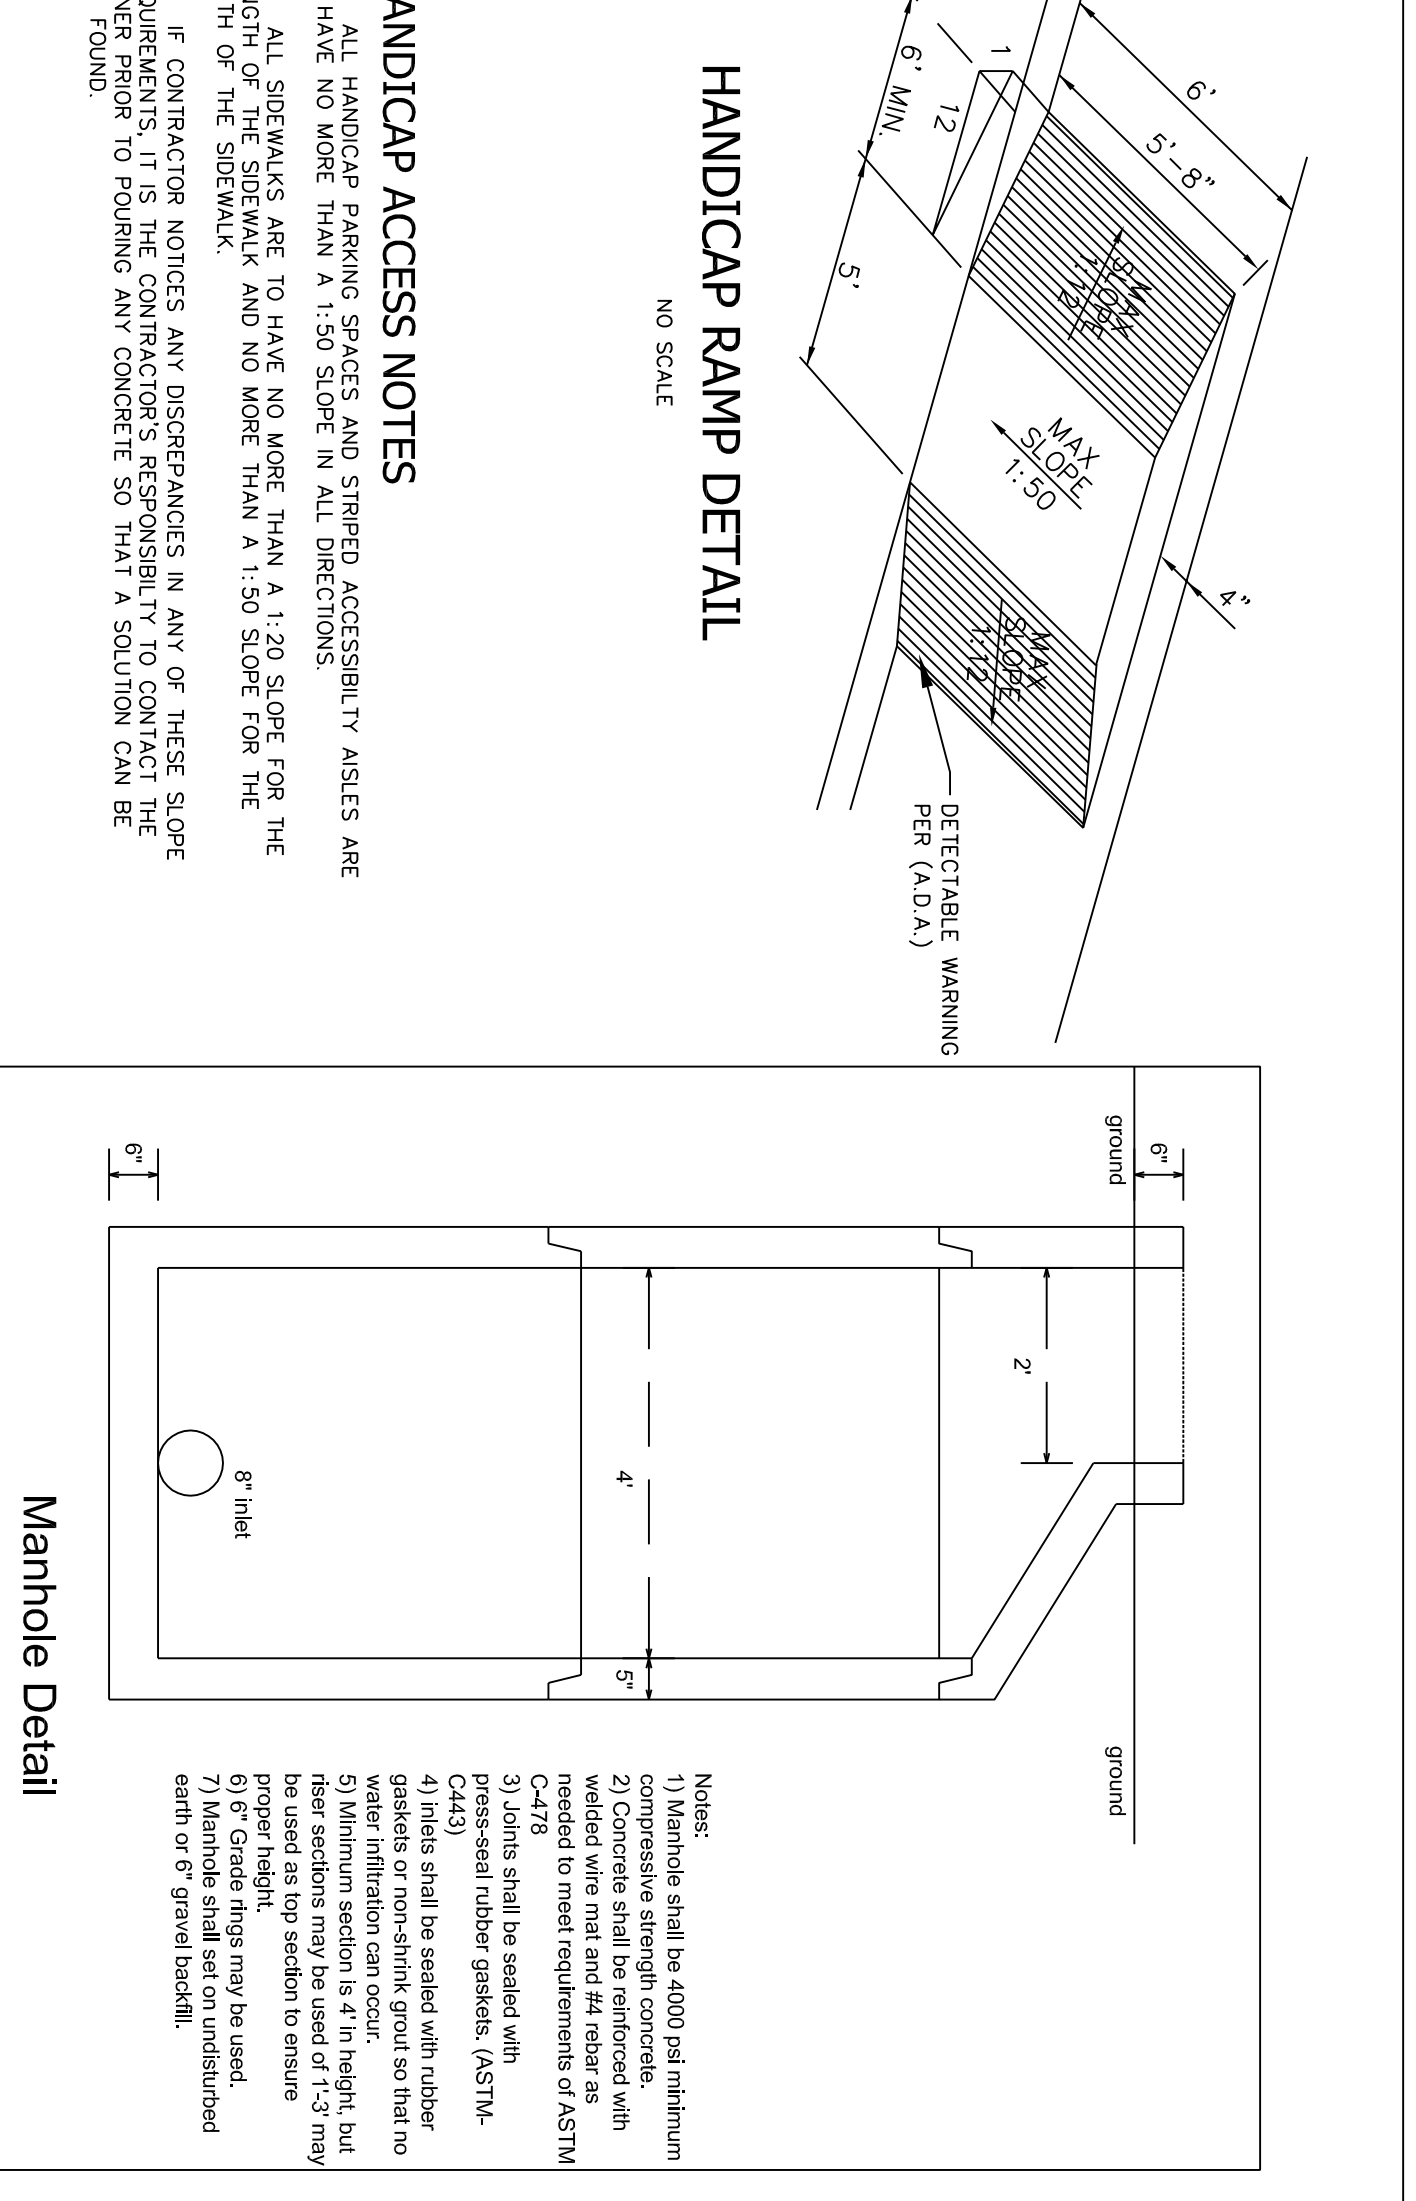 6'
5'-8"
1
12
6' MIN.
5'
MAX
SLOPE
1:12
MAX
SLOPE
1:50
MAX
SLOPE
1:12
4"
DETECTABLE WARNING
PER (A.D.A.)
HANDICAP RAMP DETAIL
NO SCALE
ANDICAP ACCESS NOTES
ALL HANDICAP PARKING SPACES AND STRIPED ACCESSIBILTY AISLES ARE
HAVE NO MORE THAN A 1:50 SLOPE IN ALL DIRECTIONS.
ALL SIDEWALKS ARE TO HAVE NO MORE THAN A 1:20 SLOPE FOR THE
NGTH OF THE SIDEWALK AND NO MORE THAN A 1:50 SLOPE FOR THE
TH OF THE SIDEWALK.
IF CONTRACTOR NOTICES ANY DISCREPANCIES IN ANY OF THESE SLOPE
QUIREMENTS, IT IS THE CONTRACTOR'S RESPONSIBILTY TO CONTACT THE
NER PRIOR TO POURING ANY CONCRETE SO THAT A SOLUTION CAN BE
FOUND.
6"
ground
ground
2'
4'
5"
8" inlet
6"
Notes:
1) Manhole shall be 4000 psi minimum
compressive strength concrete.
2) Concrete shall be reinforced with
welded wire mat and #4 rebar as
needed to meet requirements of ASTM
C-478
3) Joints shall be sealed with
press-seal rubber gaskets. (ASTM-
C443)
4) inlets shall be sealed with rubber
gaskets or non-shrink grout so that no
water infiltration can occur.
5) Minimum section is 4' in height, but
riser sections may be used of 1'-3' may
be used as top section to ensure
proper height.
6) 6" Grade rings may be used.
7) Manhole shall set on undisturbed
earth or 6" gravel backfill.
Manhole Detail